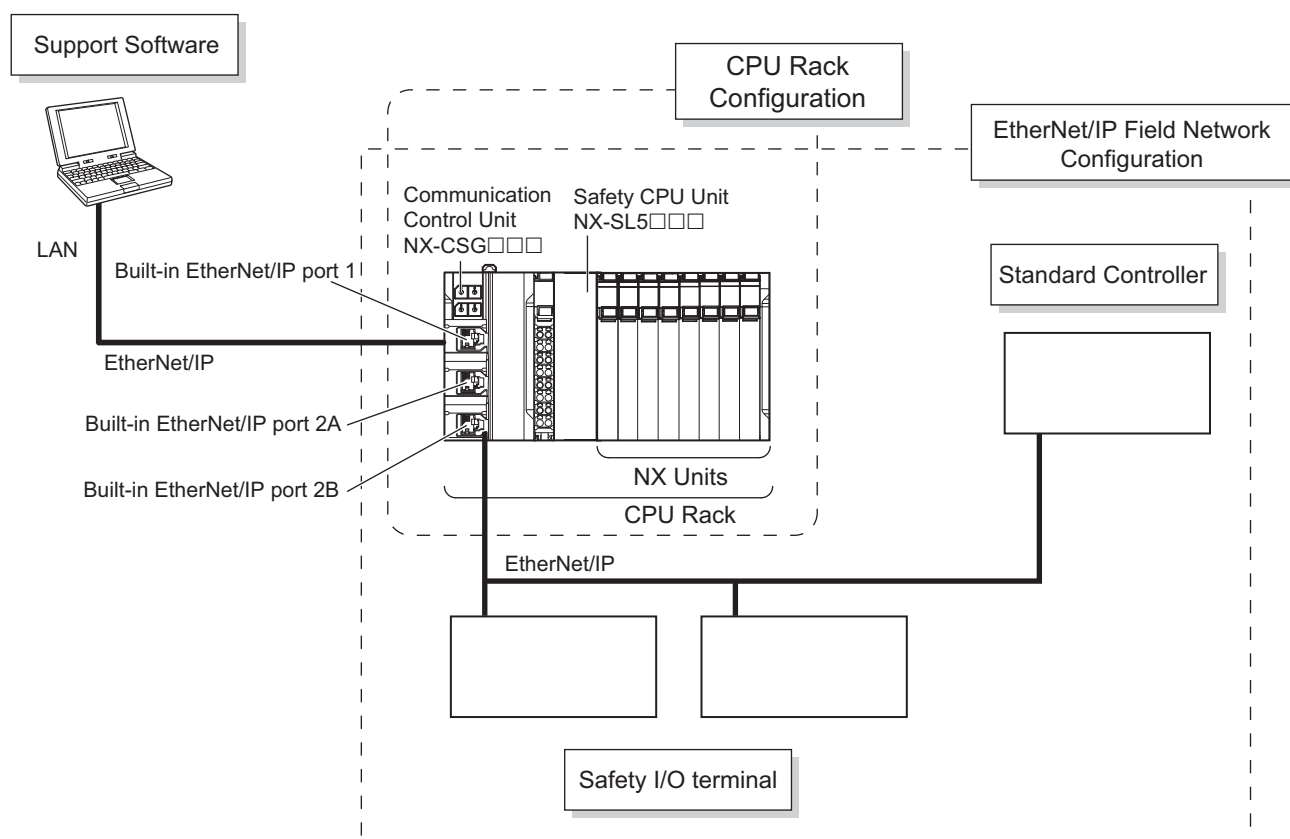 Support Software
CPU Rack
Configuration
EtherNet/IP Field Network
Configuration
Communication
Control Unit
NX-CSG□□□
Safety CPU Unit
NX-SL5□□□
LAN
Built-in EtherNet/IP port 1
Standard Controller
EtherNet/IP
Built-in EtherNet/IP port 2A
Built-in EtherNet/IP port 2B
NX Units
CPU Rack
EtherNet/IP
Safety I/O terminal